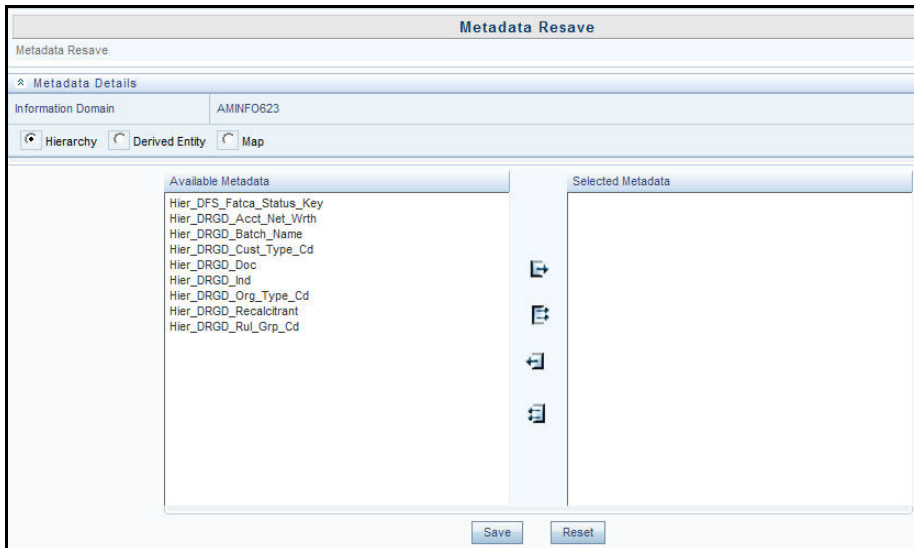 Metadata Resave
Metadata Resave
Metadata Details
Information Domain AMINFO623
Hierarchy Derived Entity Map
Available Metadata Selected Metadata
Hier_DFS_Fatca_Status_Key
Hier_DRGD_Acct_Net_Wrth
Hier_DRGD_Batch_Name
Hier_DRGD_Cust_Type_Cd
Hier_DRGD_Doc
Hier_DRGD_Ind
Hier_DRGD_Org_Type_Cd
Hier_DRGD_Recalcitrant
Hier_DRGD_Rul_Grp_Cd
Save Reset